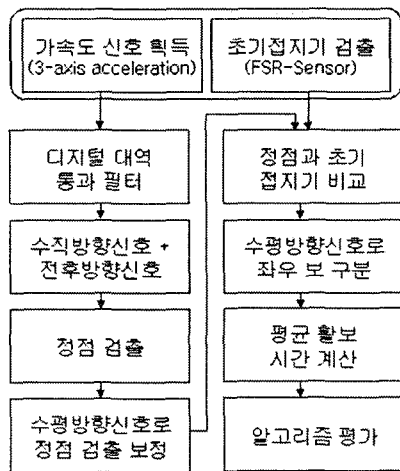 가속도 신호 획득
(3-axis acceleration)
초기접지기 검출
(FSR-Sensor)
디지털 대역
통과 필터
수직방향신호 +
전후방향신호
정점 검출
수평방향신호로
정점 검출 보정
정점과 초기
접지기 비교
수평방향신호로
좌우 보 구분
평균 활보
시간 계산
알고리즘 평가